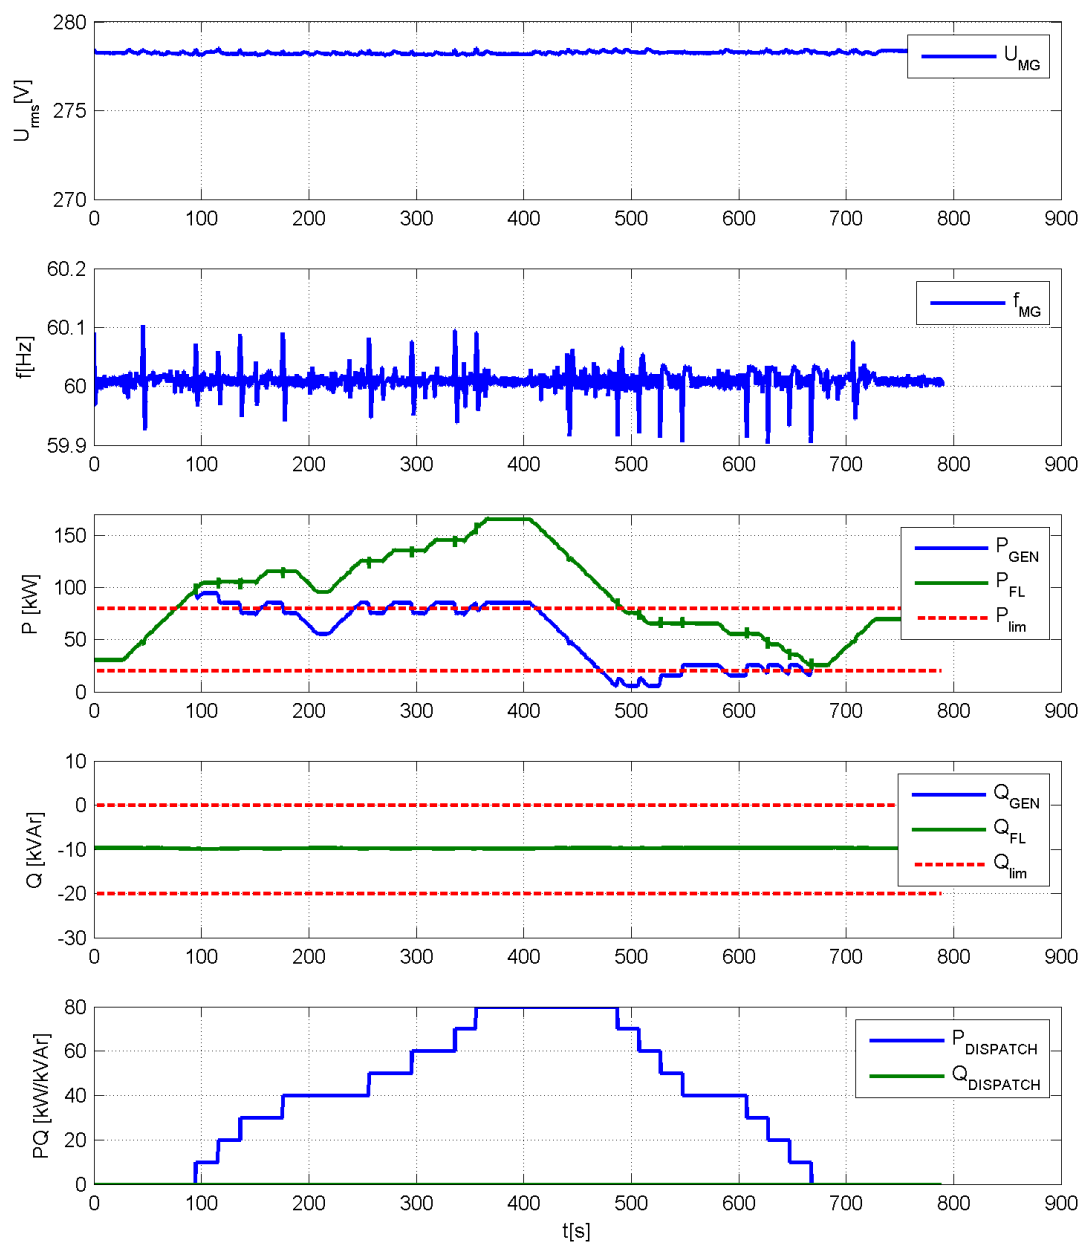 280
275
270
U_rms[V]
U_MG
0 100 200 300 400 500 600 700 800 900
60.2
60.1
60
59.9
f[Hz]
f_MG
0 100 200 300 400 500 600 700 800 900
150
100
50
0
P [kW]
P_GEN
P_FL
P_lim
0 100 200 300 400 500 600 700 800 900
10
0
-10
-20
-30
Q [kVAr]
Q_GEN
Q_FL
Q_lim
0 100 200 300 400 500 600 700 800 900
80
60
40
20
0
PQ [kW/kVAr]
P_DISPATCH
Q_DISPATCH
0 100 200 300 400 500 600 700 800 900
t[s]